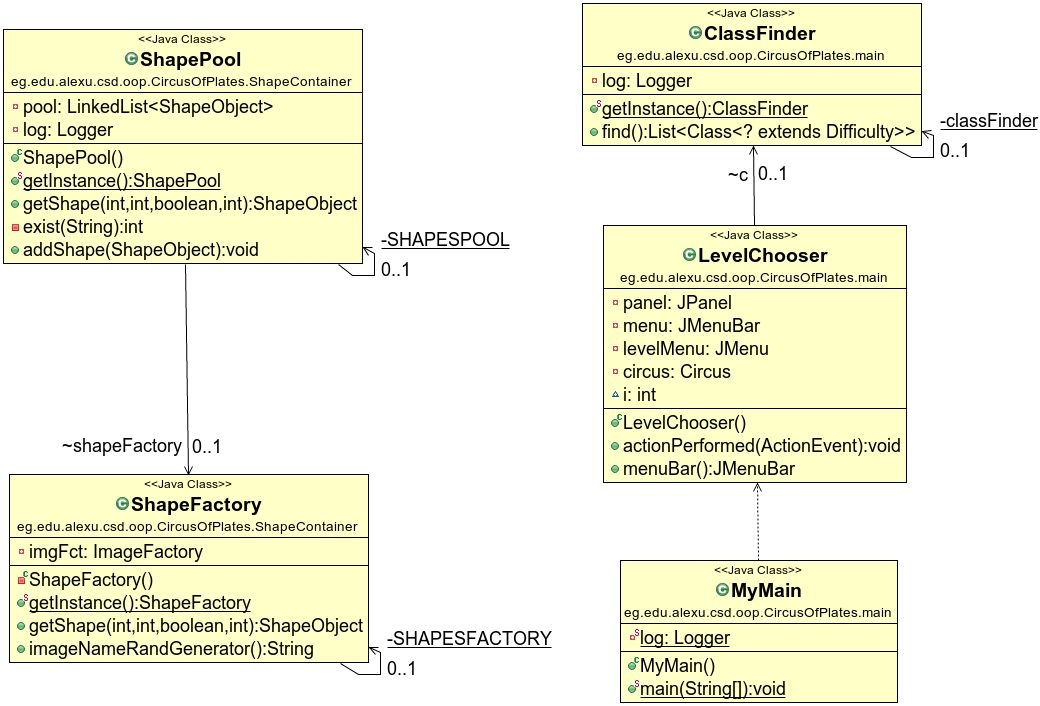 <<Java Class>>
ShapePool
eg.edu.alexu.csd.oop.CircusOfPlates.ShapeContainer
pool: LinkedList<ShapeObject>
log: Logger
ShapePool()
getInstance():ShapePool
getShape(int,int,boolean,int):ShapeObject
exist(String):int
addShape(ShapeObject):void
-SHAPESPOOL
0..1
~shapeFactory 0..1
<<Java Class>>
ShapeFactory
eg.edu.alexu.csd.oop.CircusOfPlates.ShapeContainer
imgFct: ImageFactory
ShapeFactory()
getInstance():ShapeFactory
getShape(int,int,boolean,int):ShapeObject
imageNameRandGenerator():String
-SHAPESFACTORY
0..1
<<Java Class>>
ClassFinder
eg.edu.alexu.csd.oop.CircusOfPlates.main
log: Logger
getInstance():ClassFinder
find():List<Class<? extends Difficulty>>
-classFinder
0..1
~c 0..1
<<Java Class>>
LevelChooser
eg.edu.alexu.csd.oop.CircusOfPlates.main
panel: JPanel
menu: JMenuBar
levelMenu: JMenu
circus: Circus
i: int
LevelChooser()
actionPerformed(ActionEvent):void
menuBar():JMenuBar
<<Java Class>>
MyMain
eg.edu.alexu.csd.oop.CircusOfPlates.main
log: Logger
MyMain()
main(String[]):void